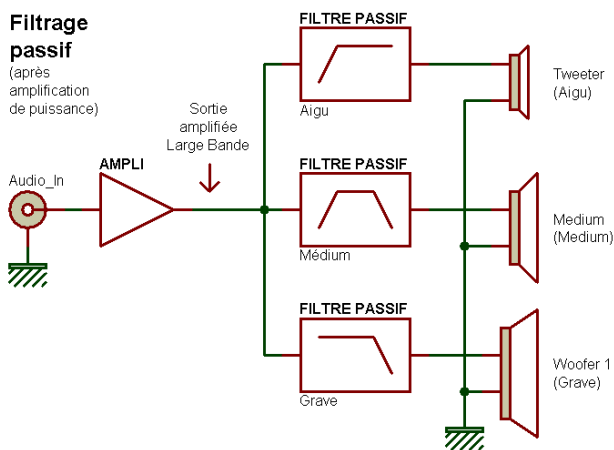 Filtrage
passif
(après
amplification
de puissance)
Audio_In
AMPLI
Sortie
amplifiée
Large Bande
FILTRE PASSIF
Aigu
Tweeter
(Aigu)
FILTRE PASSIF
Médium
Medium
(Medium)
FILTRE PASSIF
Grave
Woofer 1
(Grave)